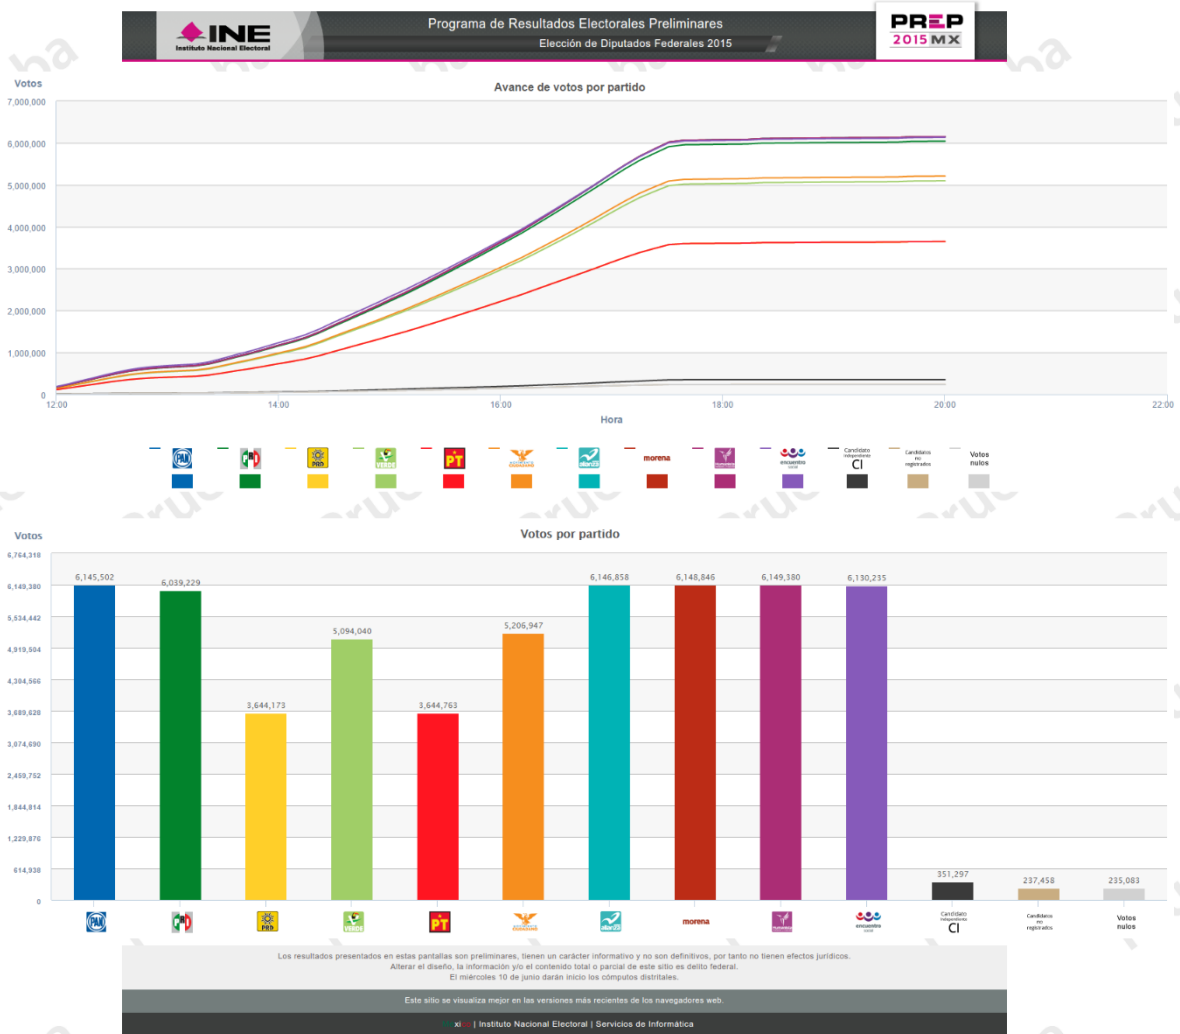 INE
Instituto Nacional Electoral
Programa de Resultados Electorales Preliminares
Elección de Diputados Federales 2015
PREP
2015 MX
Votos
Avance de votos por partido
7,000,000
6,000,000
5,000,000
4,000,000
3,000,000
2,000,000
1,000,000
0
12:00
14:00
16:00
18:00
20:00
22:00
Hora
PAN
PRI
PRD
VERDE
PT
morena
encuentro social
Candidato independiente CI
Candidatos no registrados
Votos nulos
Votos
Votos por partido
6,764,318
6,149,380
5,534,442
4,919,504
4,304,566
3,689,628
3,074,690
2,459,752
1,844,814
1,229,876
614,938
0
6,145,502
6,039,229
3,644,173
5,094,040
3,644,763
5,206,947
6,146,858
6,148,846
6,149,380
6,130,235
351,297
237,458
235,083
PAN
PRI
PRD
VERDE
PT
morena
encuentro social
Candidato independiente CI
Candidatos no registrados
Votos nulos
Los resultados presentados en estas pantallas son preliminares, tienen un carácter informativo y no son definitivos, por tanto no tienen efectos jurídicos.
Alterar el diseño, la información y/o el contenido total o parcial de este sitio es delito federal.
El miércoles 10 de junio darán inicio los cómputos distritales.
Este sitio se visualiza mejor en las versiones más recientes de los navegadores web.
| Instituto Nacional Electoral | Servicios de Informática